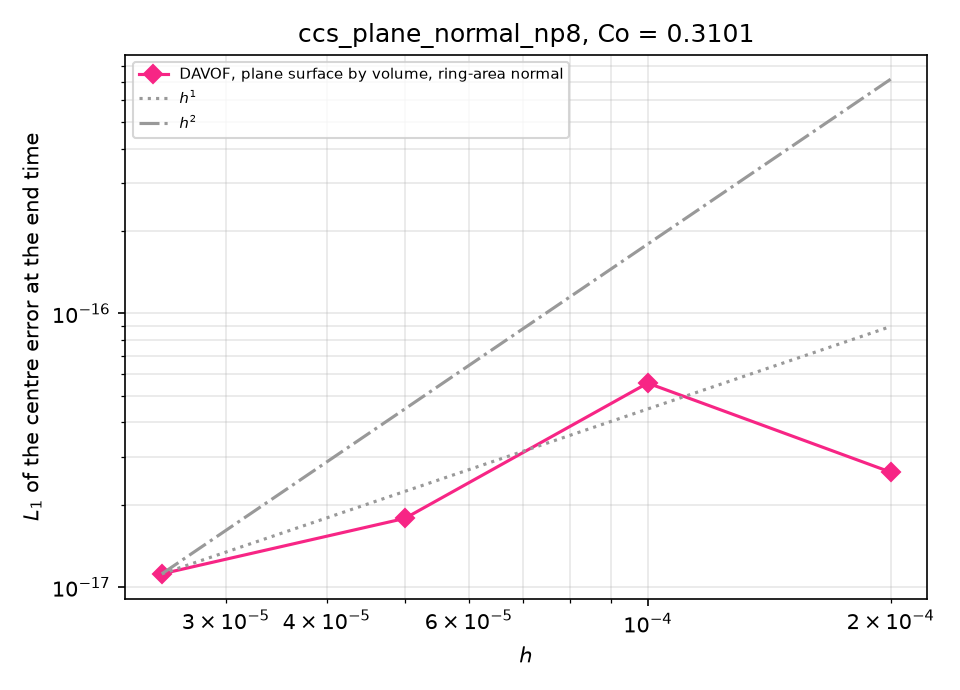 ccs_plane_normal_np8, Co = 0.3101
DAVOF, plane surface by volume, ring-area normal
h¹
h²
L₁ of the centre error at the end time
10⁻¹⁶
10⁻¹⁷
3 × 10⁻⁵ 4 × 10⁻⁵ 6 × 10⁻⁵ 10⁻⁴ 2 × 10⁻⁴
h